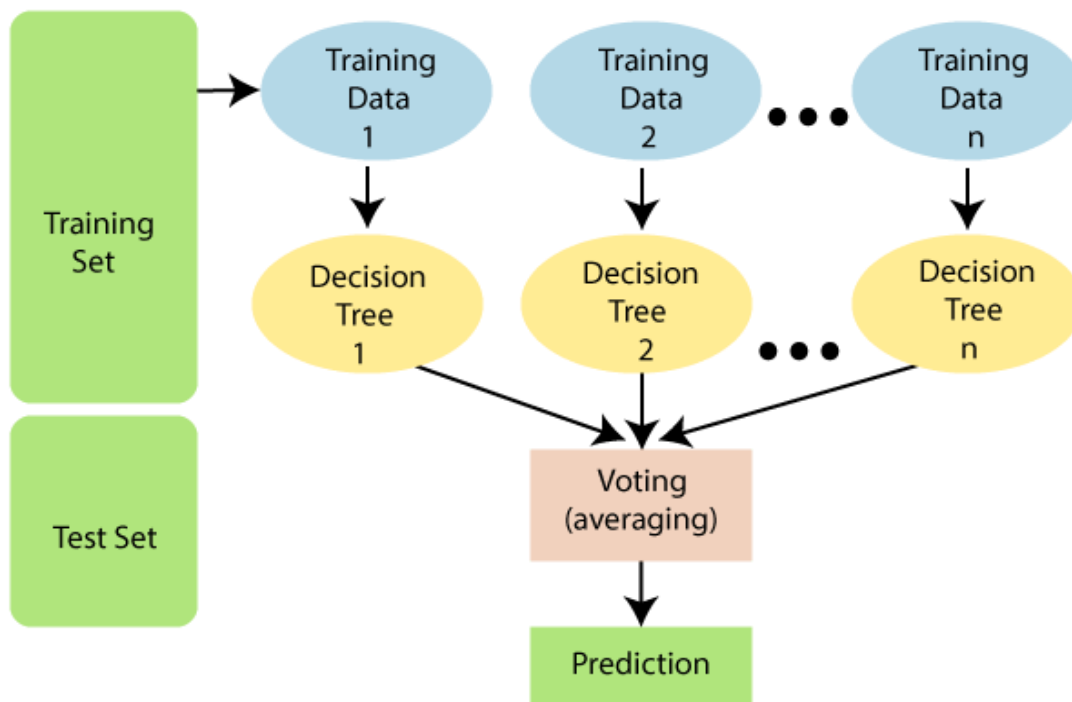 Training
Set
Test Set
Training
Data
1
Training
Data
2
Training
Data
n
Decision
Tree
1
Decision
Tree
2
Decision
Tree
n
Voting
(averaging)
Prediction